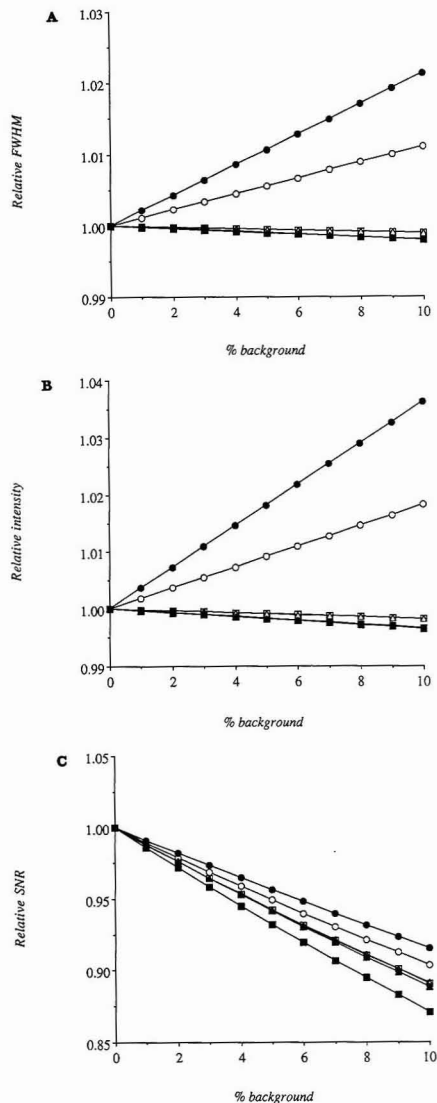 A
1.03
1.02
1.01
1.00
0.99
Relative FWHM
0 2 4 6 8 10
% background
B
1.04
1.03
1.02
1.01
1.00
0.99
Relative intensity
0 2 4 6 8 10
% background
C
1.05
1.00
0.95
0.90
0.85
Relative SNR
0 2 4 6 8 10
% background